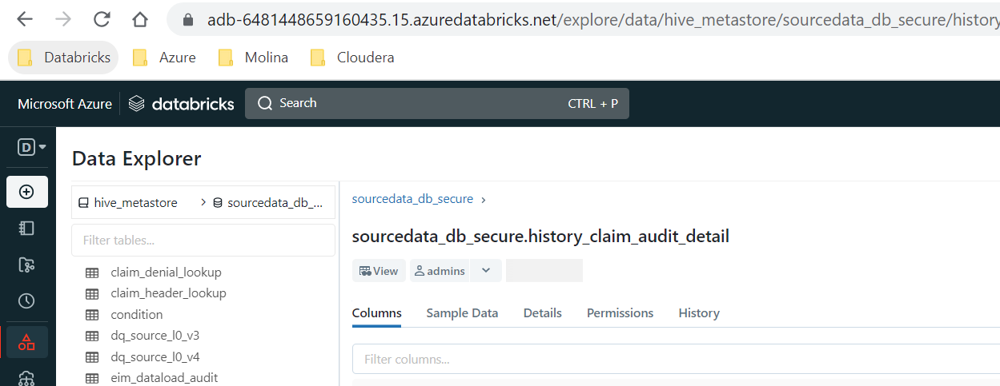 adb-6481448659160435.15.azuredatabricks.net/explore/data/hive_metastore/sourcedata_db_secure/history
Databricks Azure Molina Cloudera
Microsoft Azure databricks Search CTRL + P
D
Data Explorer
hive_metastore > sourcedata_db_...
Filter tables...
claim_denial_lookup
claim_header_lookup
condition
dq_source_l0_v3
dq_source_l0_v4
eim_dataload_audit
sourcedata_db_secure >
sourcedata_db_secure.history_claim_audit_detail
View admins
Columns Sample Data Details Permissions History
Filter columns...